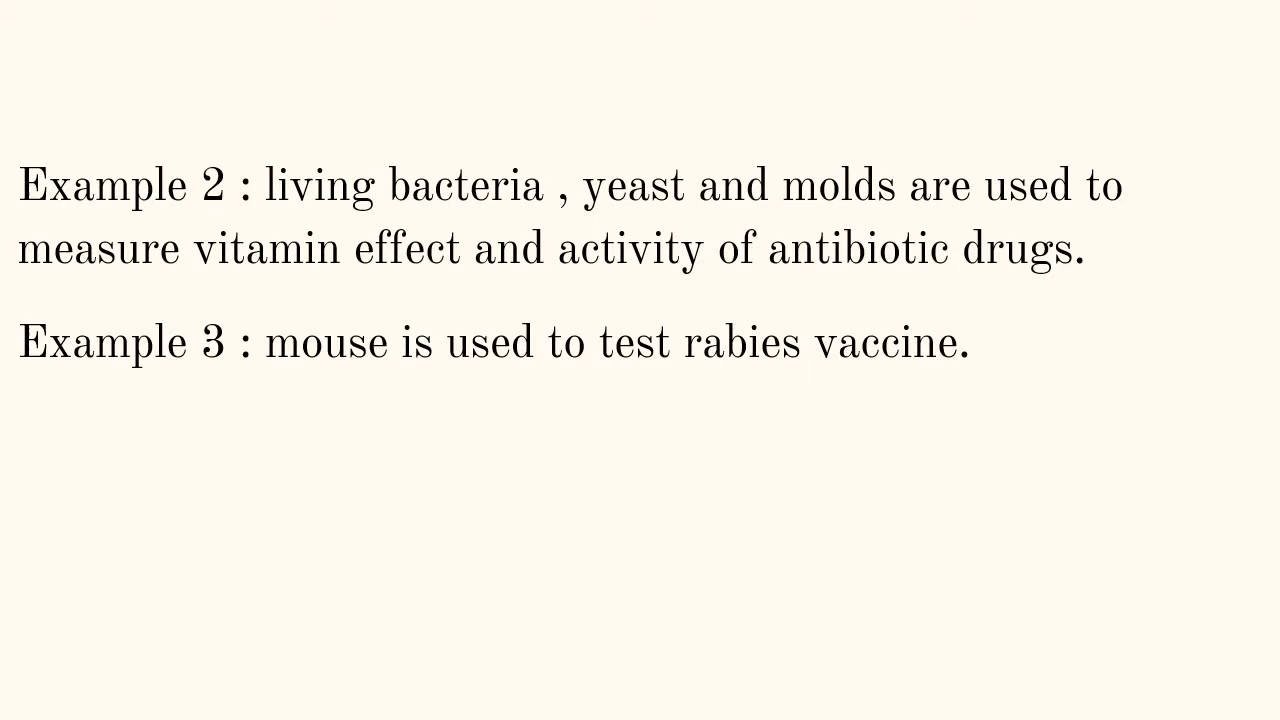 Example 2 : living bacteria , yeast and molds are used to
measure vitamin effect and activity of antibiotic drugs.
Example 3 : mouse is used to test rabies vaccine.